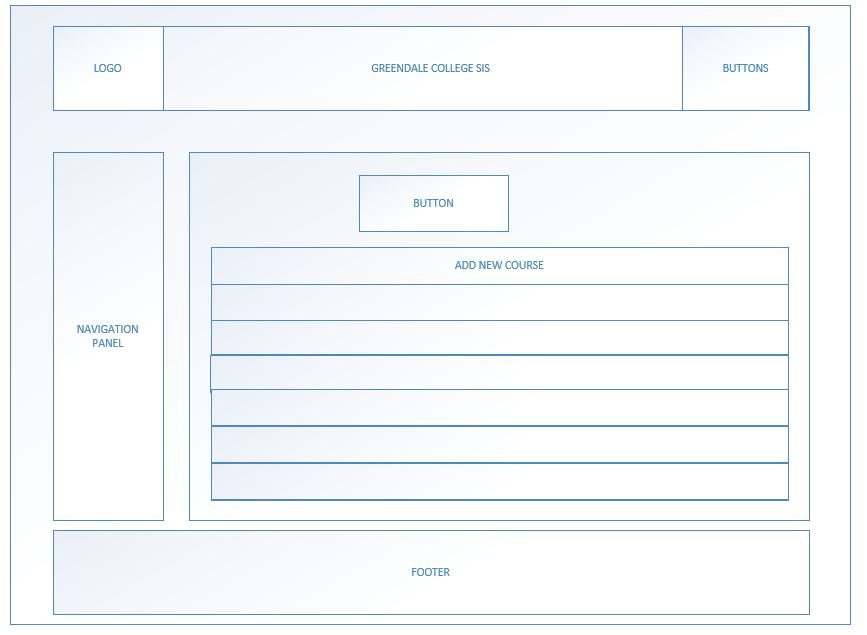 LOGO
GREENDALE COLLEGE SIS
BUTTONS
BUTTON
ADD NEW COURSE
NAVIGATION
PANEL
FOOTER